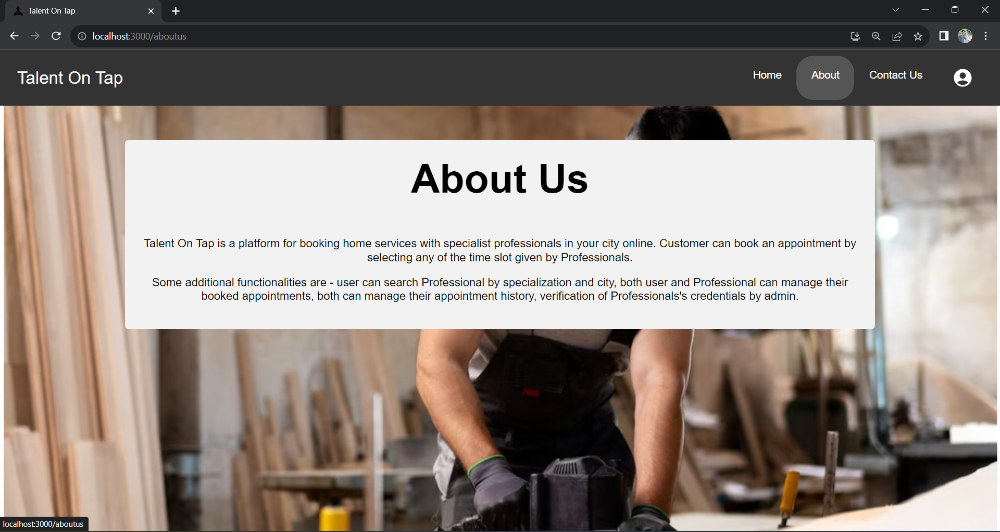 Talent On Tap
localhost:3000/aboutus
Talent On Tap
Home
About
Contact Us
About Us
Talent On Tap is a platform for booking home services with specialist professionals in your city online. Customer can book an appointment by
selecting any of the time slot given by Professionals.
Some additional functionalities are - user can search Professional by specialization and city, both user and Professional can manage their
booked appointments, both can manage their appointment history, verification of Professionals's credentials by admin.
localhost:3000/aboutus